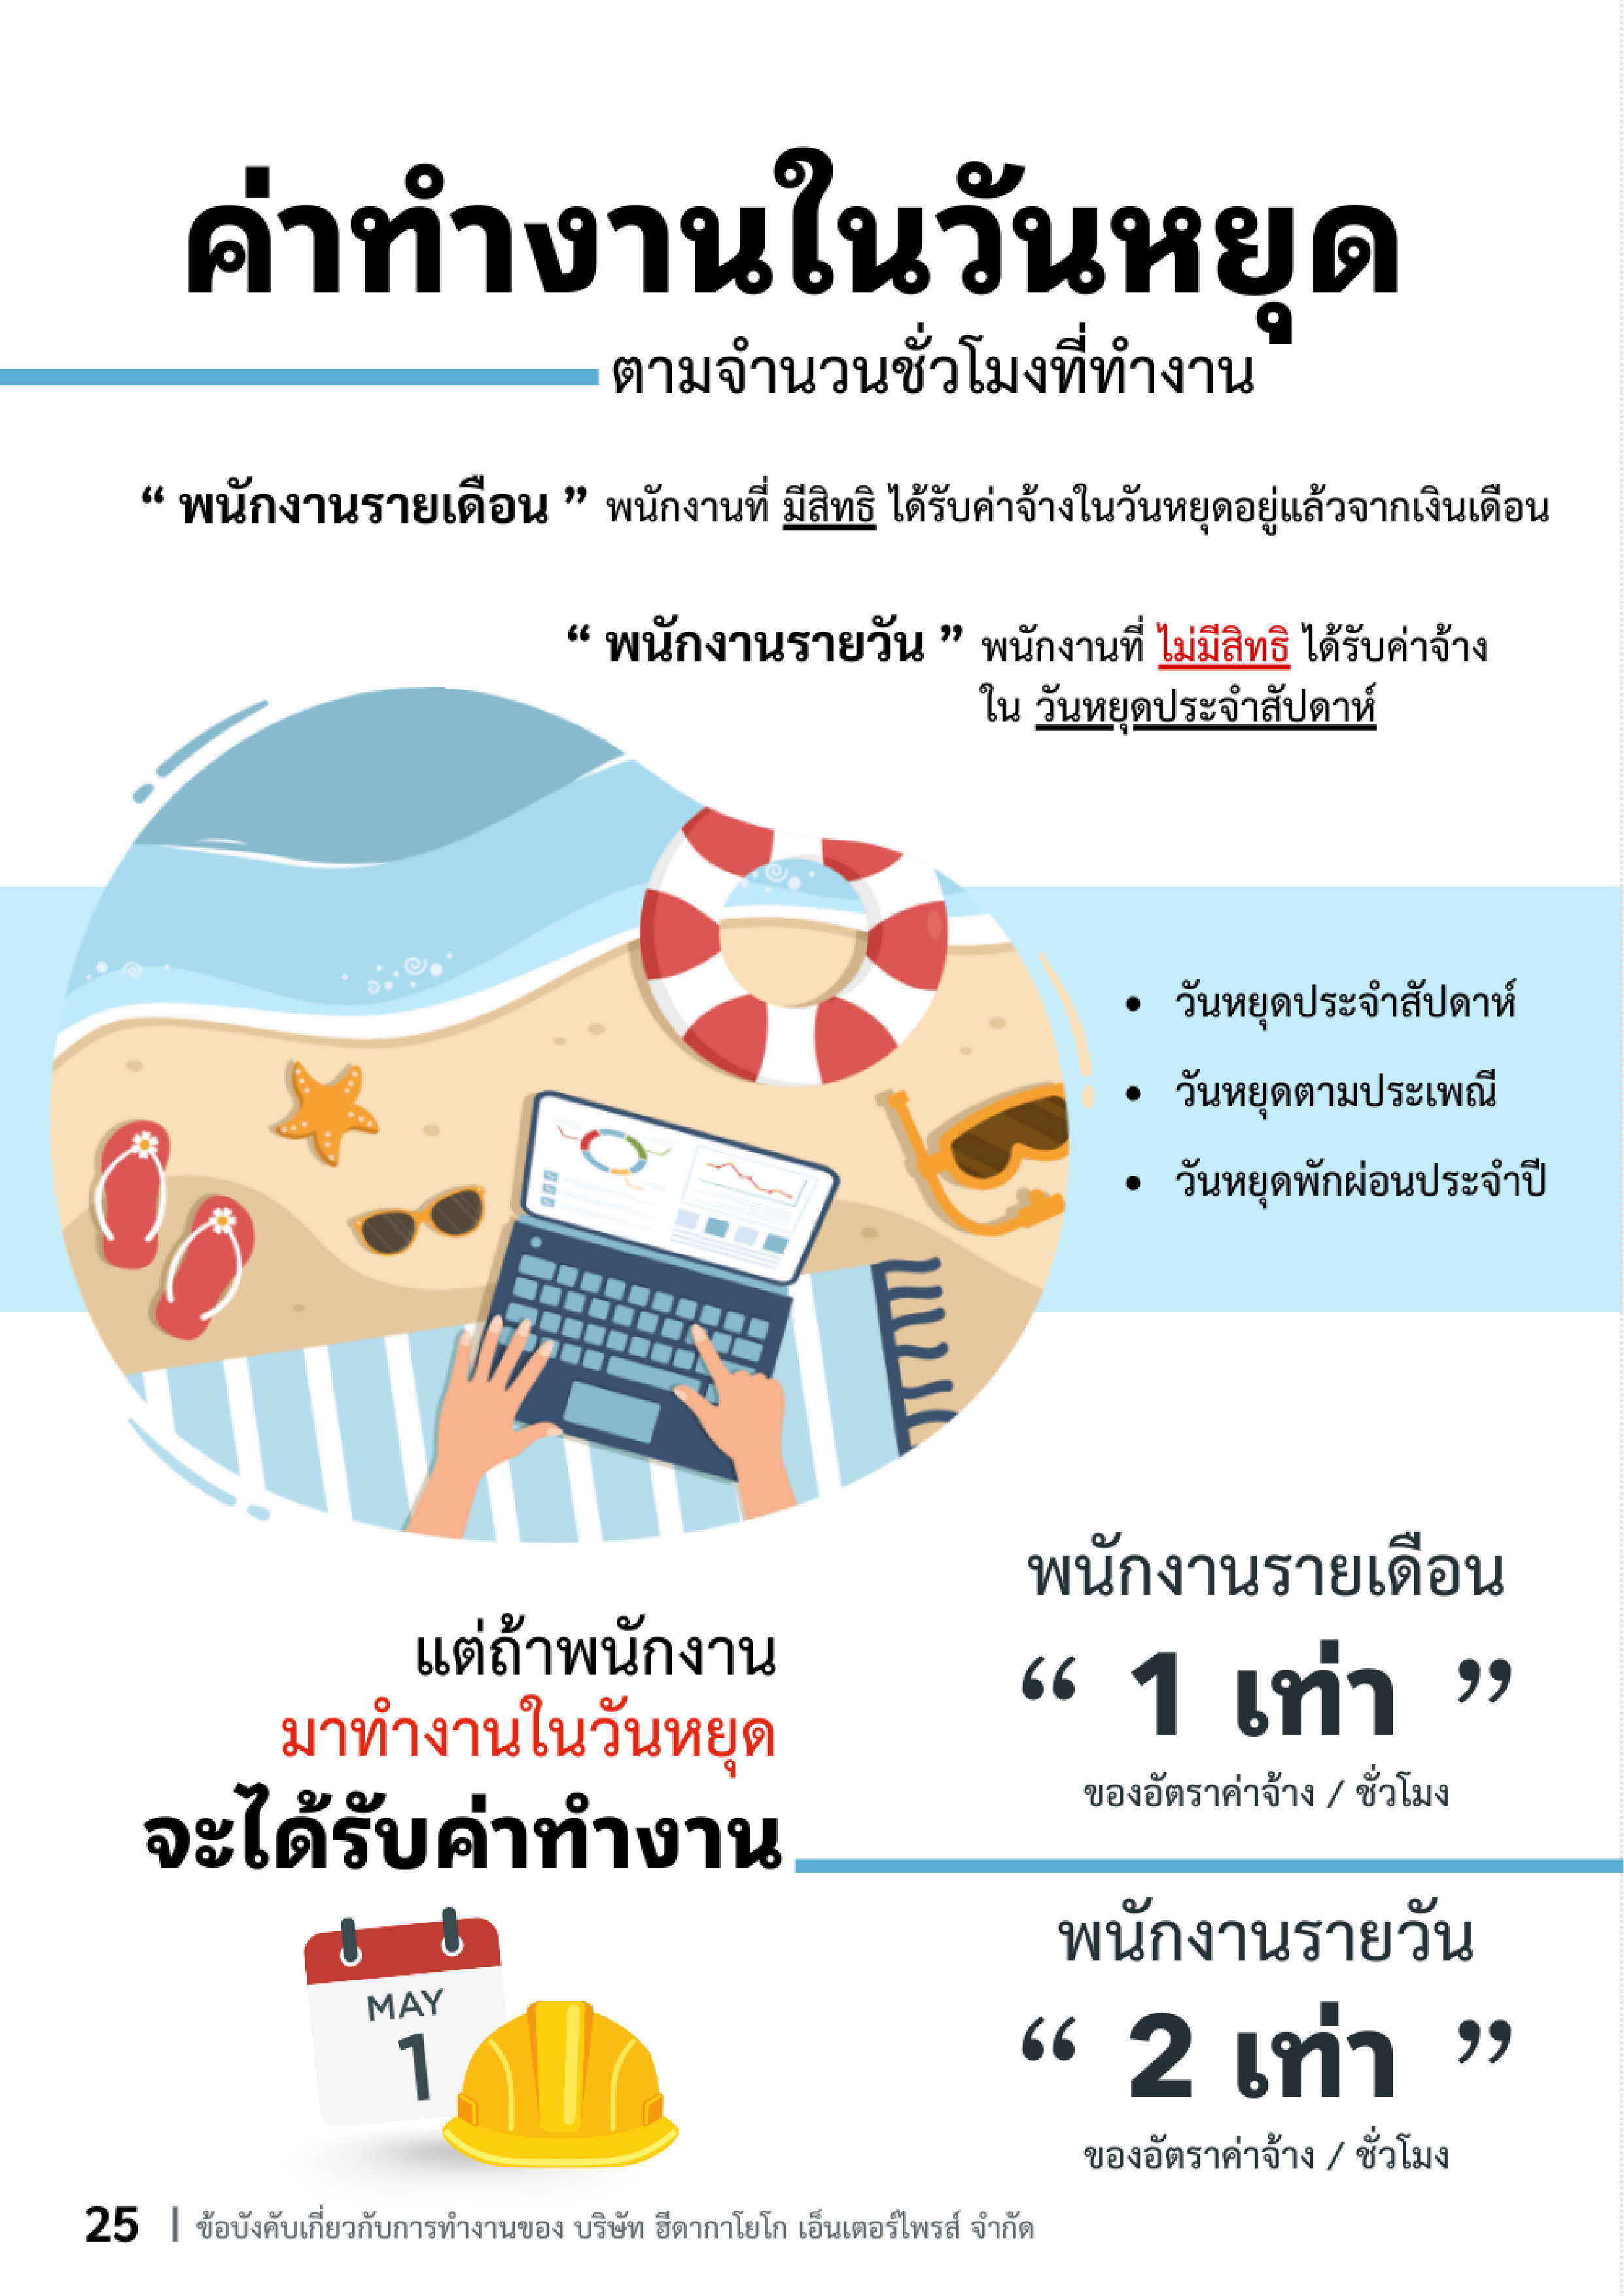 ค่าทำงานในวันหยุด
ตามจำนวนชั่วโมงที่ทำงาน
“ พนักงานรายเดือน ” พนักงานที่ มีสิทธิ ได้รับค่าจ้างในวันหยุดอยู่แล้วจากเงินเดือน
“ พนักงานรายวัน ” พนักงานที่ ไม่มีสิทธิ ได้รับค่าจ้าง
ใน วันหยุดประจำสัปดาห์
• วันหยุดประจำสัปดาห์
• วันหยุดตามประเพณี
• วันหยุดพักผ่อนประจำปี
แต่ถ้าพนักงาน
มาทำงานในวันหยุด
จะได้รับค่าทำงาน
พนักงานรายเดือน
“ 1 เท่า ”
ของอัตราค่าจ้าง / ชั่วโมง
พนักงานรายวัน
“ 2 เท่า ”
ของอัตราค่าจ้าง / ชั่วโมง
MAY
1
25 | ข้อบังคับเกี่ยวกับการทำงานของ บริษัท ฮีดากาโยโก เอ็นเตอร์ไพรส์ จำกัด